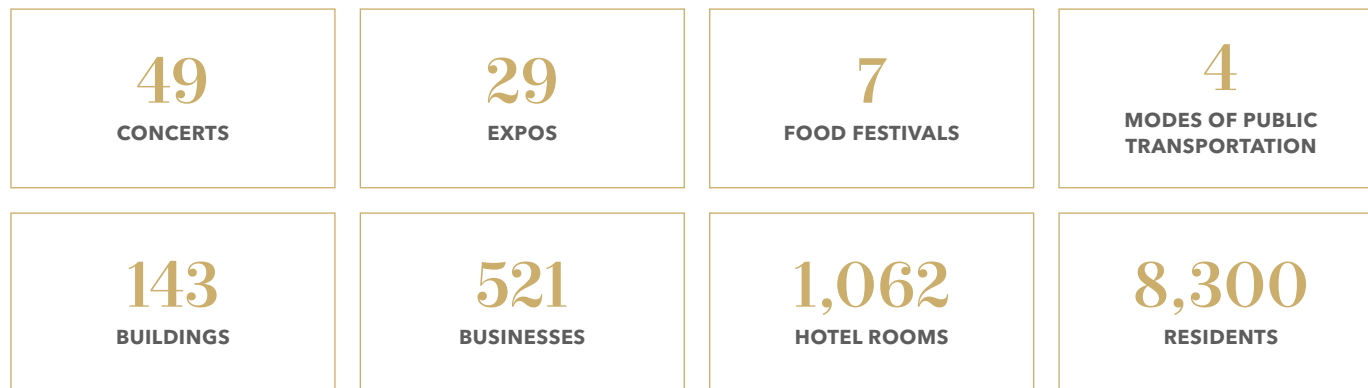 49
CONCERTS
29
EXPOS
7
FOOD FESTIVALS
4
MODES OF PUBLIC
TRANSPORTATION
143
BUILDINGS
521
BUSINESSES
1,062
HOTEL ROOMS
8,300
RESIDENTS